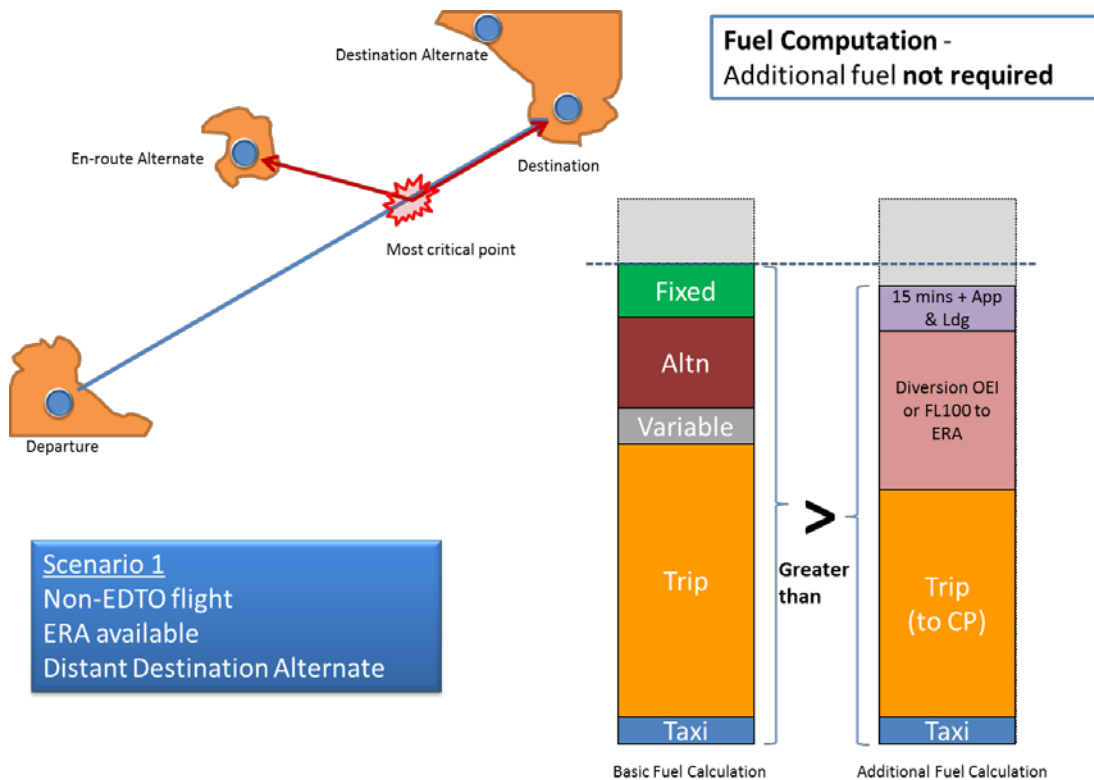 Fuel Computation -
Additional fuel not required
Destination Alternate
En-route Alternate
Destination
Most critical point
Departure
Scenario 1
Non-EDTO flight
ERA available
Distant Destination Alternate
Fixed
Altn
Variable
Trip
Taxi
Basic Fuel Calculation
>
Greater
than
15 mins + App
& Ldg
Diversion OEI
or FL100 to
ERA
Trip
(to CP)
Taxi
Additional Fuel Calculation